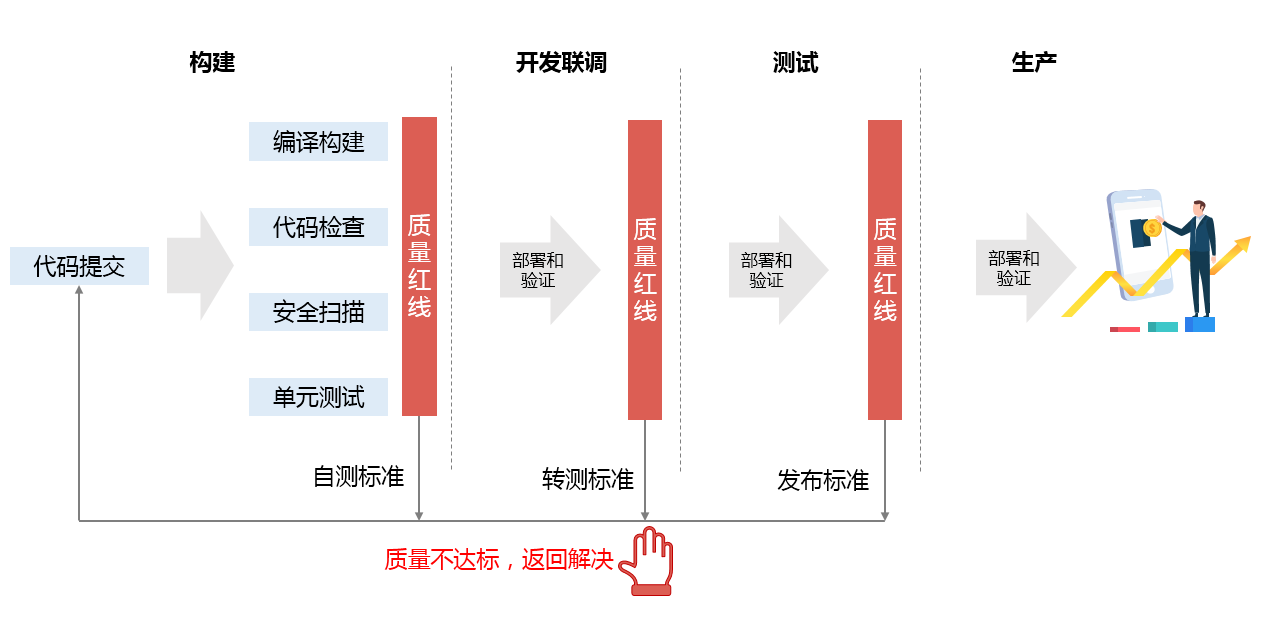 构建
开发联调
测试
生产
代码提交
编译构建
代码检查
安全扫描
单元测试
质
量
红
线
部署和
验证
质
量
红
线
部署和
验证
质
量
红
线
部署和
验证
$
自测标准
转测标准
发布标准
质量不达标，返回解决